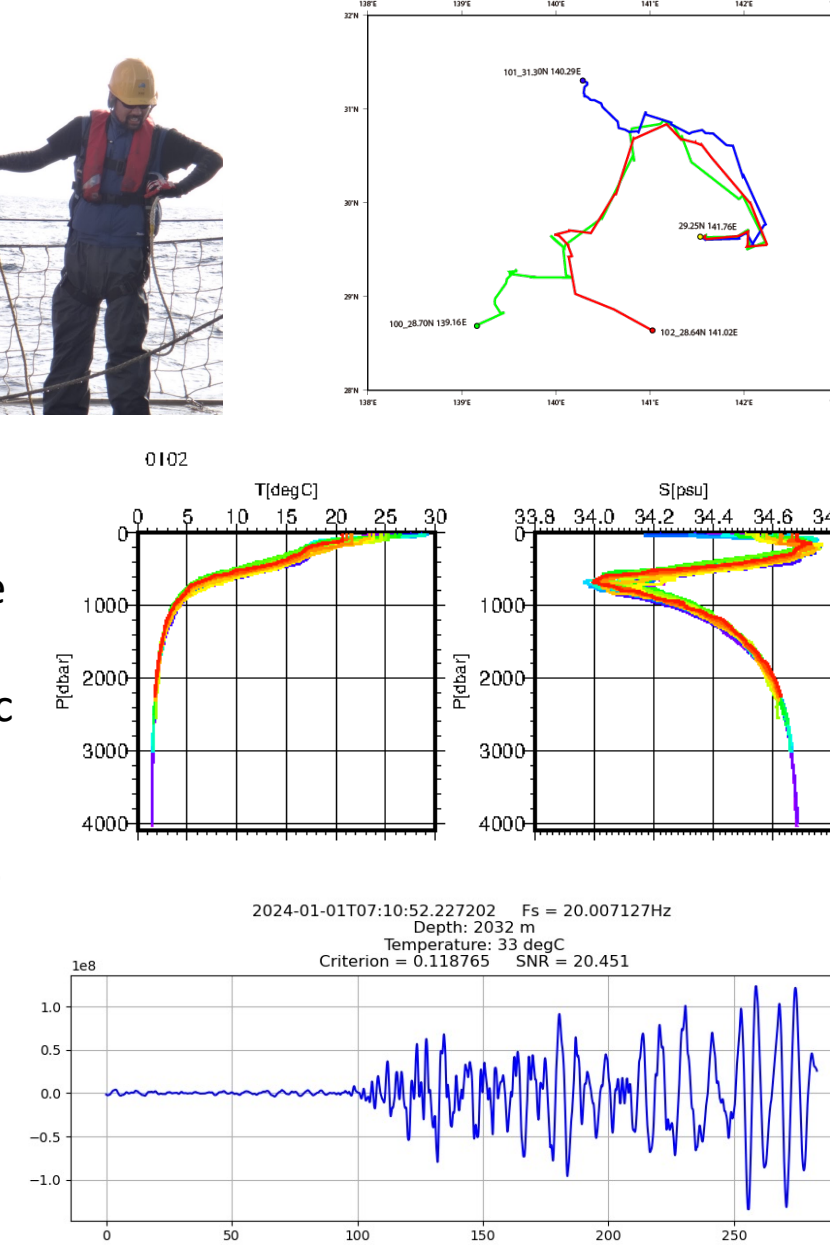 32°N
31°N
30°N
29°N
28°N
138°E 139°E 140°E 141°E 142°E
101_31.30N 140.29E
29.25N 141.76E
100_28.70N 139.16E
102_28.64N 141.02E
138°E 139°E 140°E 141°E 142°E
0102
T[degC]
0 5 10 15 20 25 30
P[dbar]
0
1000
2000
3000
4000
S[psu]
33.8 34.0 34.2 34.4 34.6
P[dbar]
0
1000
2000
3000
4000
e
c
2024-01-01T07:10:52.227202 Fs = 20.007127Hz
Depth: 2032 m
Temperature: 33 degC
Criterion = 0.118765 SNR = 20.451
1e8
1.0
0.5
0.0
−0.5
−1.0
0 50 100 150 200 250